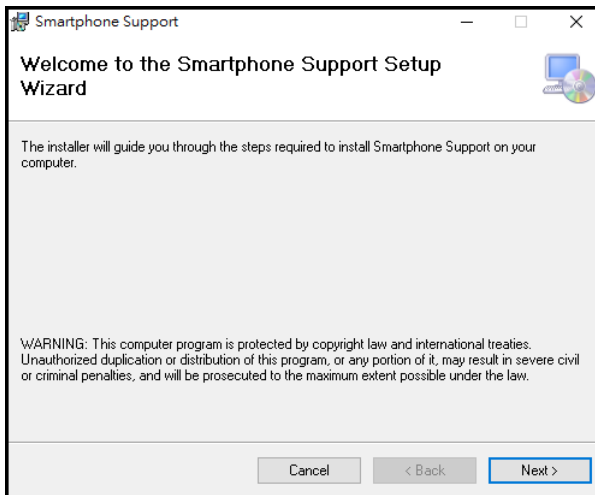 Smartphone Support
Welcome to the Smartphone Support Setup
Wizard
The installer will guide you through the steps required to install Smartphone Support on your
computer.
WARNING: This computer program is protected by copyright law and international treaties.
Unauthorized duplication or distribution of this program, or any portion of it, may result in severe civil
or criminal penalties, and will be prosecuted to the maximum extent possible under the law.
Cancel
< Back
Next >